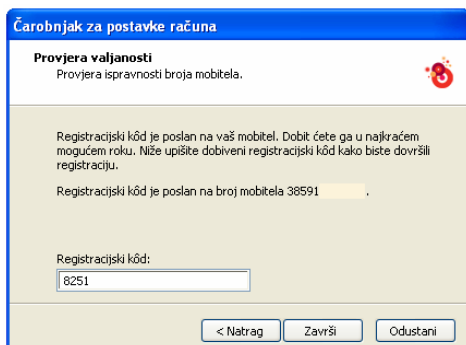 Čarobnjak za postavke računa
Provjera valjanosti
Provjera ispravnosti broja mobitela.
Registracijski kôd je poslan na vaš mobitel. Dobit ćete ga u najkraćem
mogućem roku. Niže upišite dobiveni registracijski kôd kako biste dovršili
registraciju.
Registracijski kôd je poslan na broj mobitela 38591 .
Registracijski kôd:
8251
< Natrag Završi Odustani